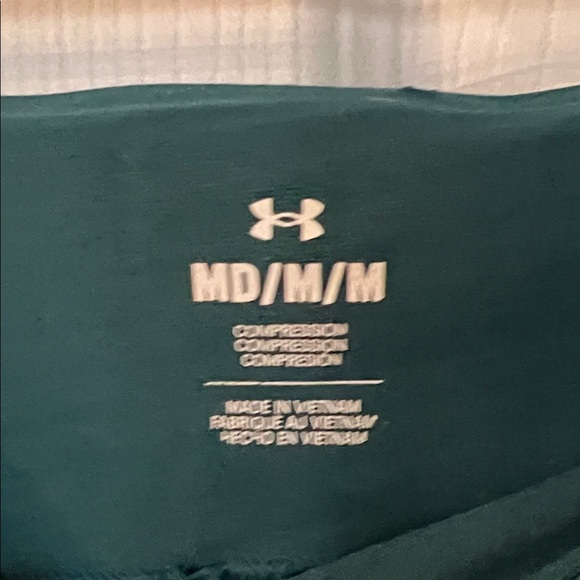 MD/M/M
COMPRESSION
COMPRESSION
COMPRESIÓN
MADE IN VIETNAM
FABRIQUÉ AU VIETNAM
HECHO EN VIETNAM